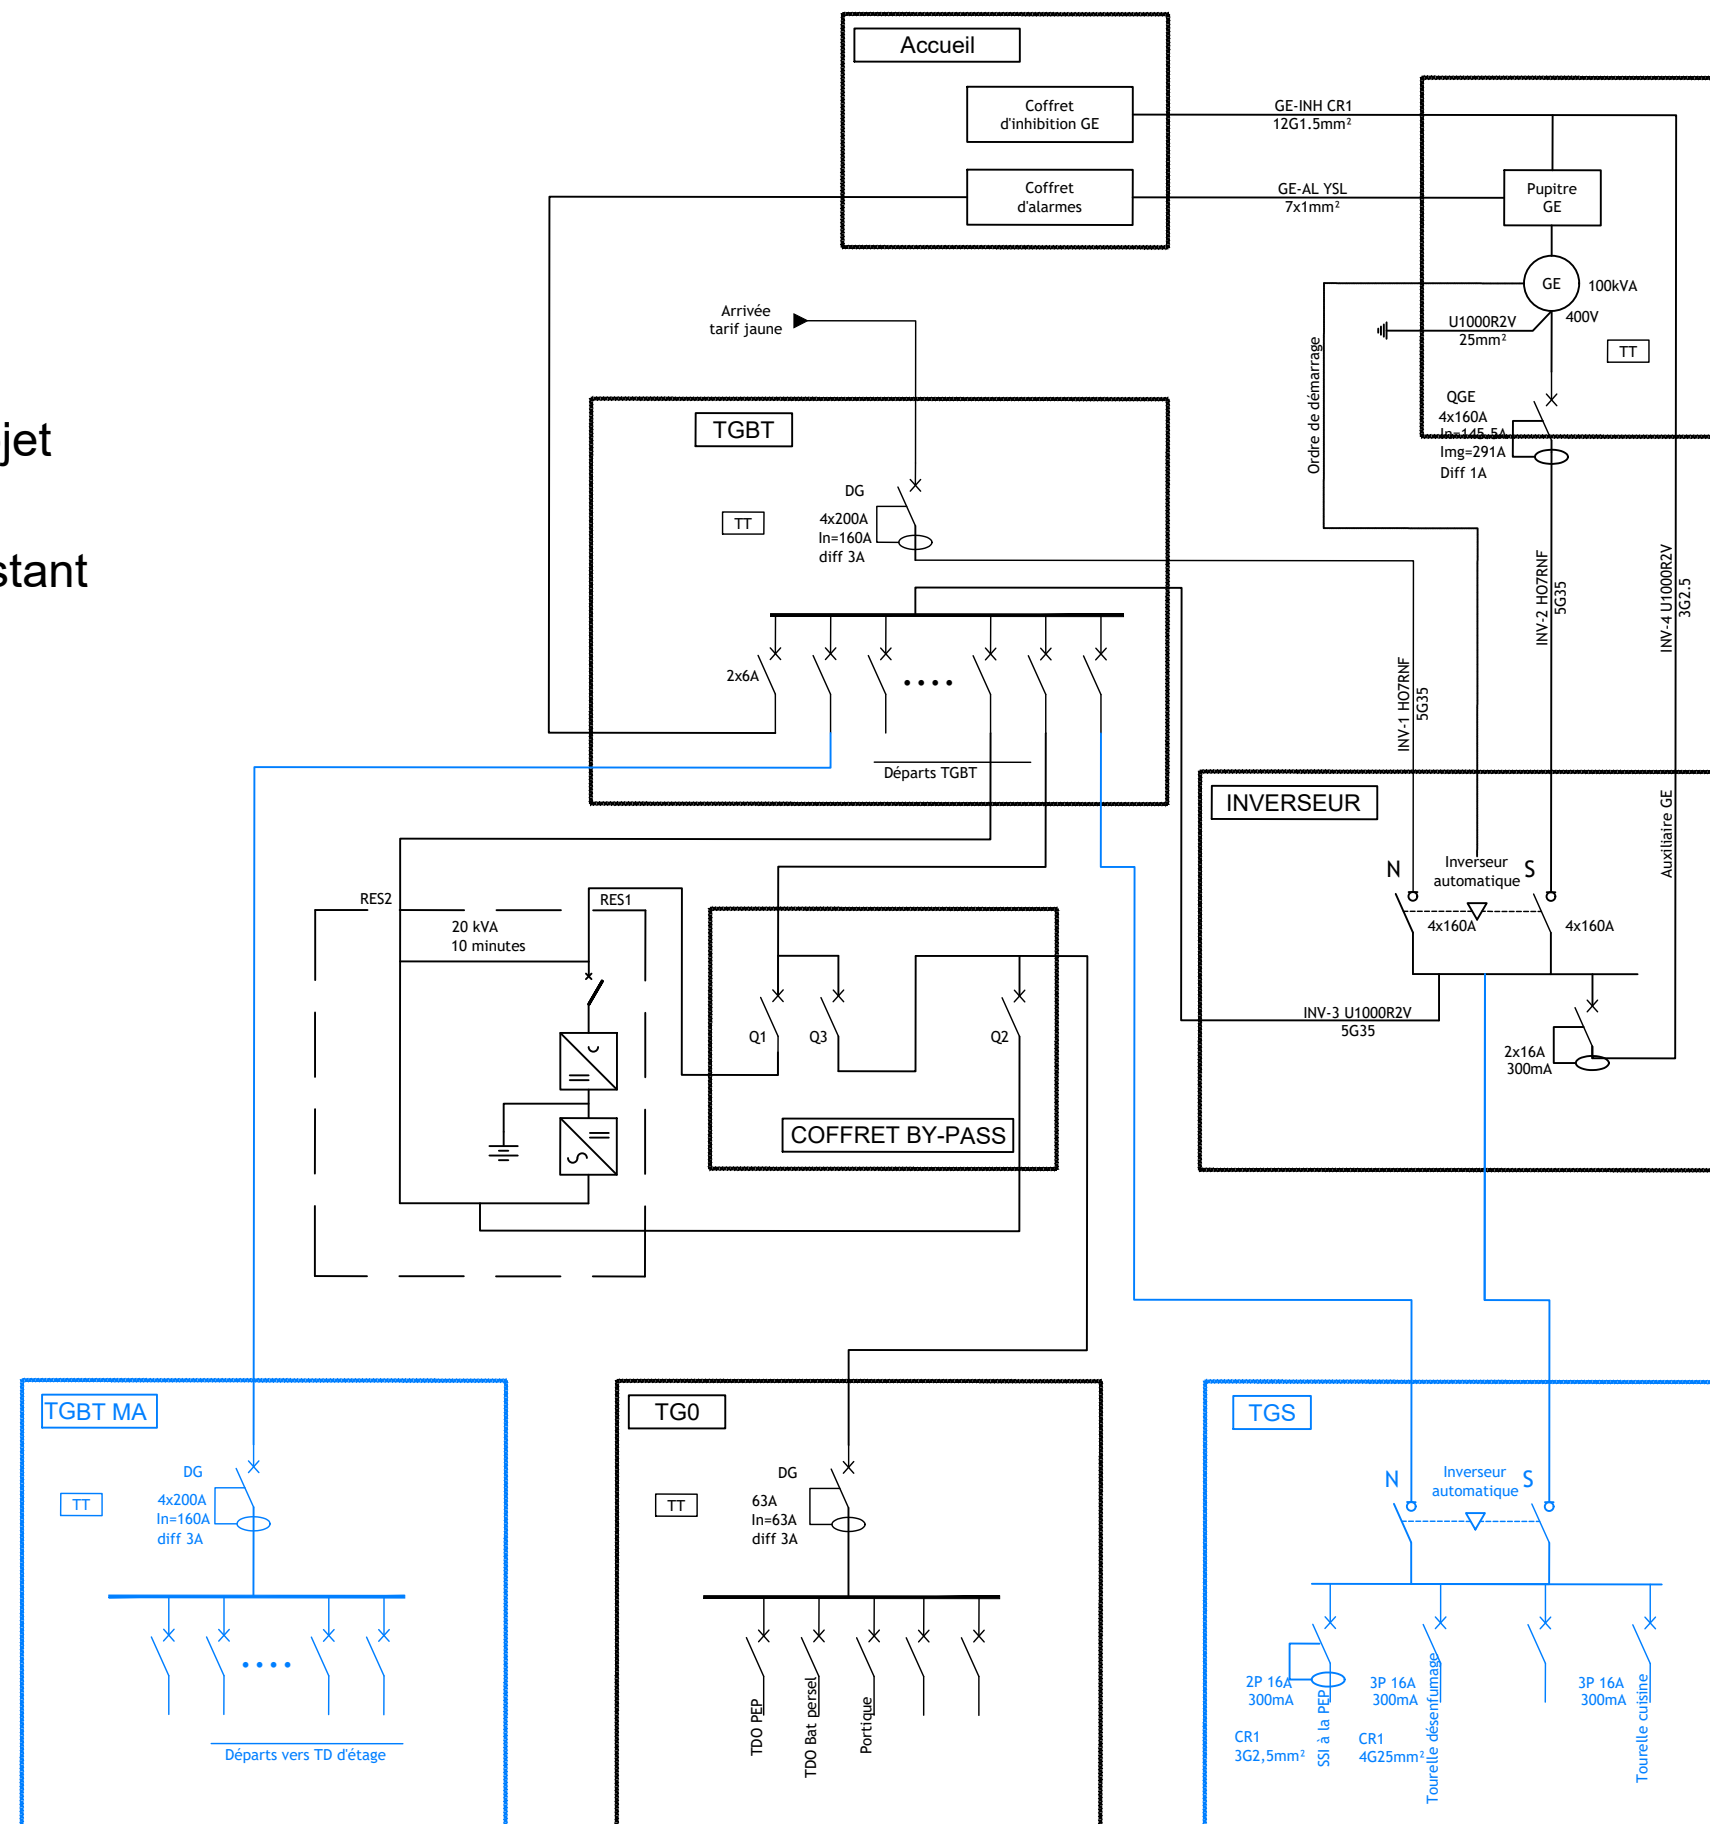 Accueil
Coffret
d'inhibition GE
GE-INH CR1
12G1.5mm²
Coffret
d'alarmes
GE-AL YSL
7x1mm²
Pupitre
GE
GE
100kVA
400V
U1000R2V
25mm²
TT
Ordre de démarrage
QGE
4x160A
In=145.5A
Img=291A
Diff 1A
Arrivée
tarif jaune
TGBT
TT
DG
4x200A
In=160A
diff 3A
2x6A
Départs TGBT
jet
stant
INV-1 HO7RNF
5G35
INV-2 HO7RNF
5G35
INV-4 U1000R2V
3G2.5
INVERSEUR
Auxiliaire GE
N
Inverseur
automatique
S
4x160A
4x160A
INV-3 U1000R2V
5G35
2x16A
300mA
RES2
RES1
20 kVA
10 minutes
Q1
Q3
Q2
COFFRET BY-PASS
TGBT MA
TT
DG
4x200A
In=160A
diff 3A
Départs vers TD d'étage
TG0
TT
DG
63A
In=63A
diff 3A
TDO PEP
TDO Bat persel
Portique
TGS
N
Inverseur
automatique
S
2P 16A
300mA
CR1
3G2,5mm²
SSI à la PEP
3P 16A
300mA
CR1
4G25mm²
Tourelle désenfumage
3P 16A
300mA
Tourelle cuisine